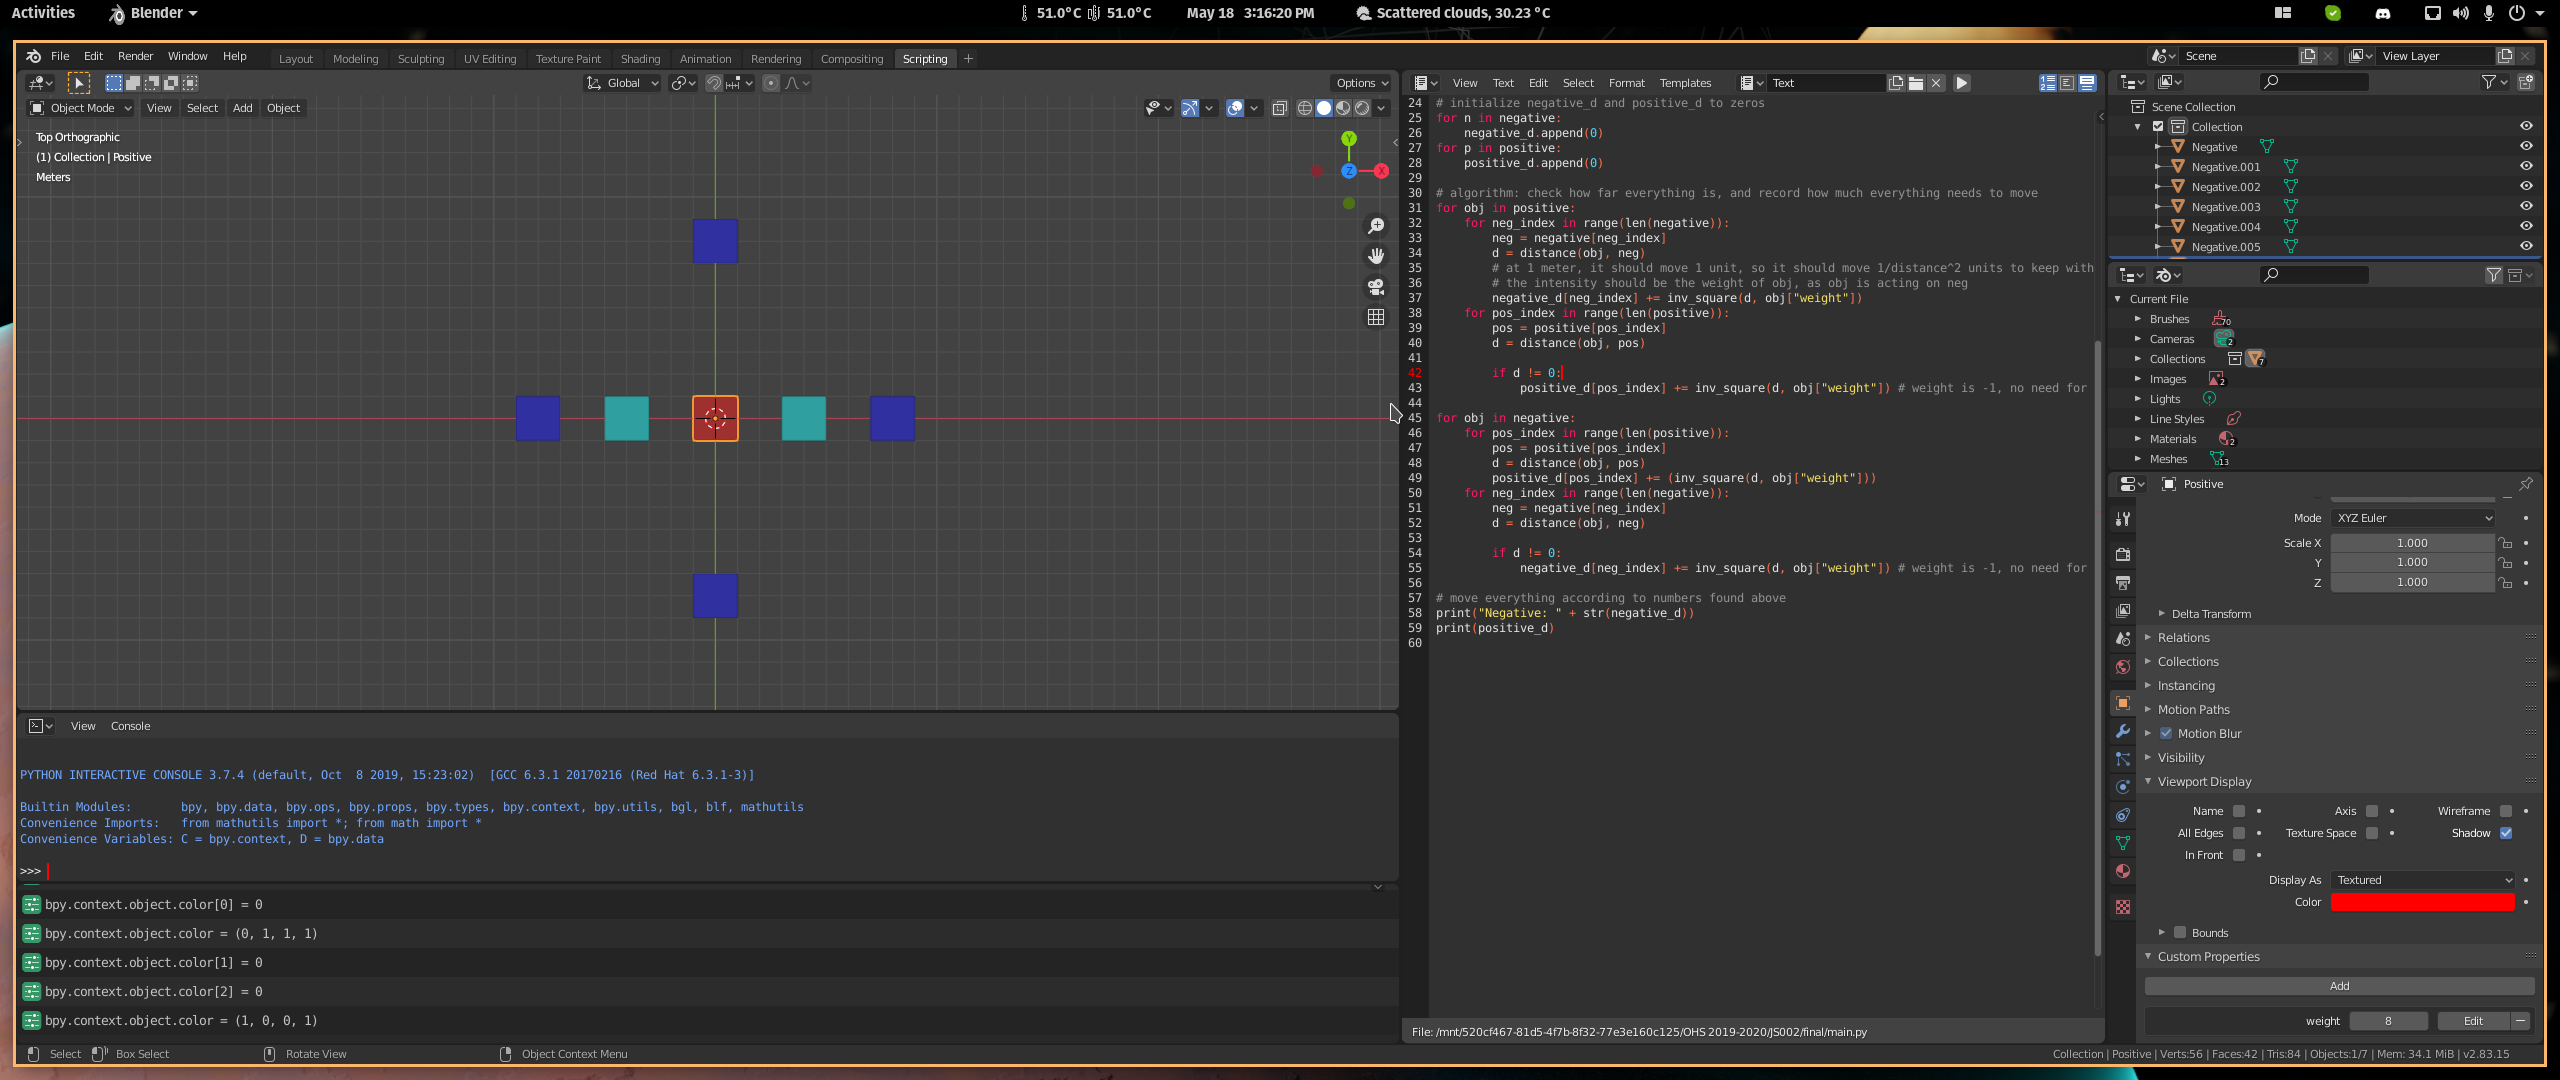 Activities Blender 51.0°C 51.0°C May 18 3:16:20 PM Scattered clouds, 30.23 °C
File Edit Render Window Help Layout Modeling Sculpting UV Editing Texture Paint Shading Animation Rendering Compositing Scripting + Scene View Layer
Global Options
Object Mode View Select Add Object
Top Orthographic
(1) Collection | Positive
Meters
Y
Z X
View Console
PYTHON INTERACTIVE CONSOLE 3.7.4 (default, Oct  8 2019, 15:23:02)  [GCC 6.3.1 20170216 (Red Hat 6.3.1-3)]
Builtin Modules:       bpy, bpy.data, bpy.ops, bpy.props, bpy.types, bpy.context, bpy.utils, bgl, blf, mathutils
Convenience Imports:   from mathutils import *; from math import *
Convenience Variables: C = bpy.context, D = bpy.data
>>>
bpy.context.object.color[0] = 0
bpy.context.object.color = (0, 1, 1, 1)
bpy.context.object.color[1] = 0
bpy.context.object.color[2] = 0
bpy.context.object.color = (1, 0, 0, 1)
View Text Edit Select Format Templates Text
24 # initialize negative_d and positive_d to zeros
25 for n in negative:
26     negative_d.append(0)
27 for p in positive:
28     positive_d.append(0)
29
30 # algorithm: check how far everything is, and record how much everything needs to move
31 for obj in positive:
32     for neg_index in range(len(negative)):
33         neg = negative[neg_index]
34         d = distance(obj, neg)
35         # at 1 meter, it should move 1 unit, so it should move 1/distance^2 units to keep with
36         # the intensity should be the weight of obj, as obj is acting on neg
37         negative_d[neg_index] += inv_square(d, obj["weight"])
38     for pos_index in range(len(positive)):
39         pos = positive[pos_index]
40         d = distance(obj, pos)
41
42         if d != 0:
43             positive_d[pos_index] += inv_square(d, obj["weight"]) # weight is -1, no need for
44
45 for obj in negative:
46     for pos_index in range(len(positive)):
47         pos = positive[pos_index]
48         d = distance(obj, pos)
49         positive_d[pos_index] += (inv_square(d, obj["weight"]))
50     for neg_index in range(len(negative)):
51         neg = negative[neg_index]
52         d = distance(obj, neg)
53
54         if d != 0:
55             negative_d[neg_index] += inv_square(d, obj["weight"]) # weight is -1, no need for
56
57 # move everything according to numbers found above
58 print("Negative: " + str(negative_d))
59 print(positive_d)
60
File: /mnt/520cf467-81d5-4f7b-8f32-77e3e160c125/OHS 2019-2020/JS002/final/main.py
Scene Collection
Collection
Negative
Negative.001
Negative.002
Negative.003
Negative.004
Negative.005
Current File
Brushes 70
Cameras 2
Collections 7
Images 2
Lights
Line Styles
Materials 2
Meshes 13
Positive
Mode XYZ Euler
Scale X 1.000
Y 1.000
Z 1.000
Delta Transform
Relations
Collections
Instancing
Motion Paths
Motion Blur
Visibility
Viewport Display
Name Axis Wireframe
All Edges Texture Space Shadow
In Front
Display As Textured
Color
Bounds
Custom Properties
Add
weight 8 Edit
Select Box Select Rotate View Object Context Menu Collection | Positive | Verts:56 | Faces:42 | Tris:84 | Objects:1/7 | Mem: 34.1 MiB | v2.83.15